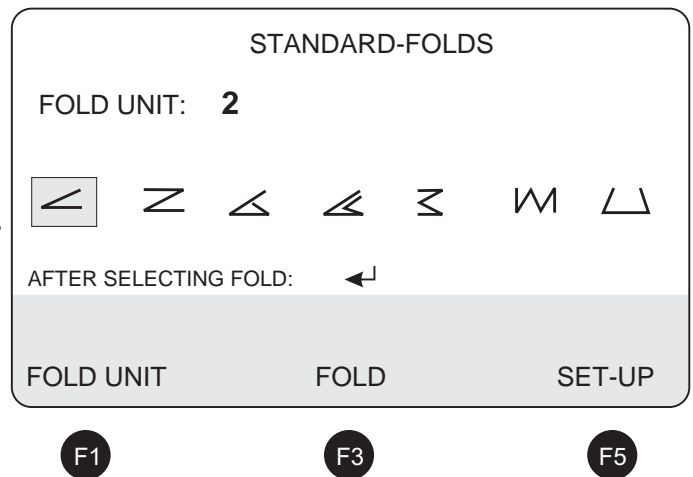 STANDARD-FOLDS
FOLD UNIT: 2
AFTER SELECTING FOLD:
FOLD UNIT FOLD SET-UP
F1 F3 F5